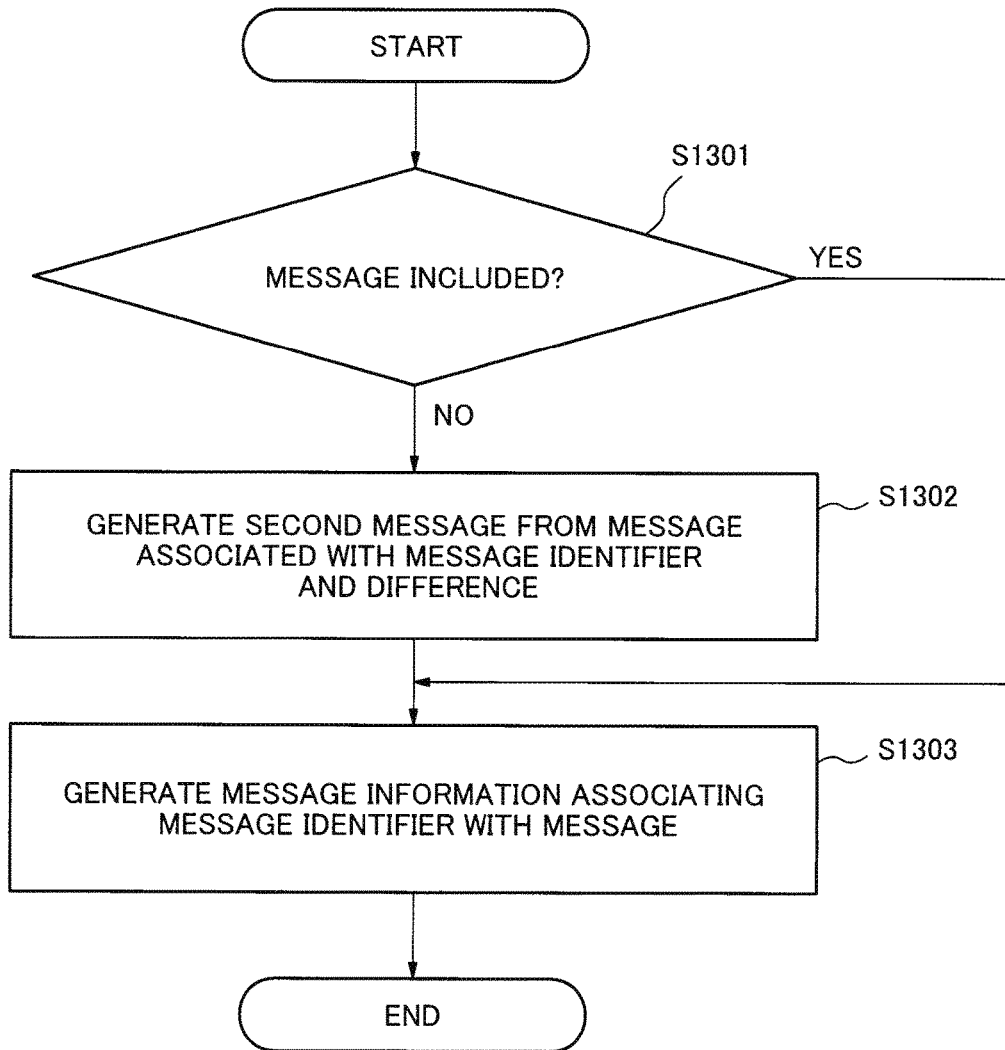 START
S1301
MESSAGE INCLUDED?
YES
NO
S1302
GENERATE SECOND MESSAGE FROM MESSAGE
ASSOCIATED WITH MESSAGE IDENTIFIER
AND DIFFERENCE
S1303
GENERATE MESSAGE INFORMATION ASSOCIATING
MESSAGE IDENTIFIER WITH MESSAGE
END